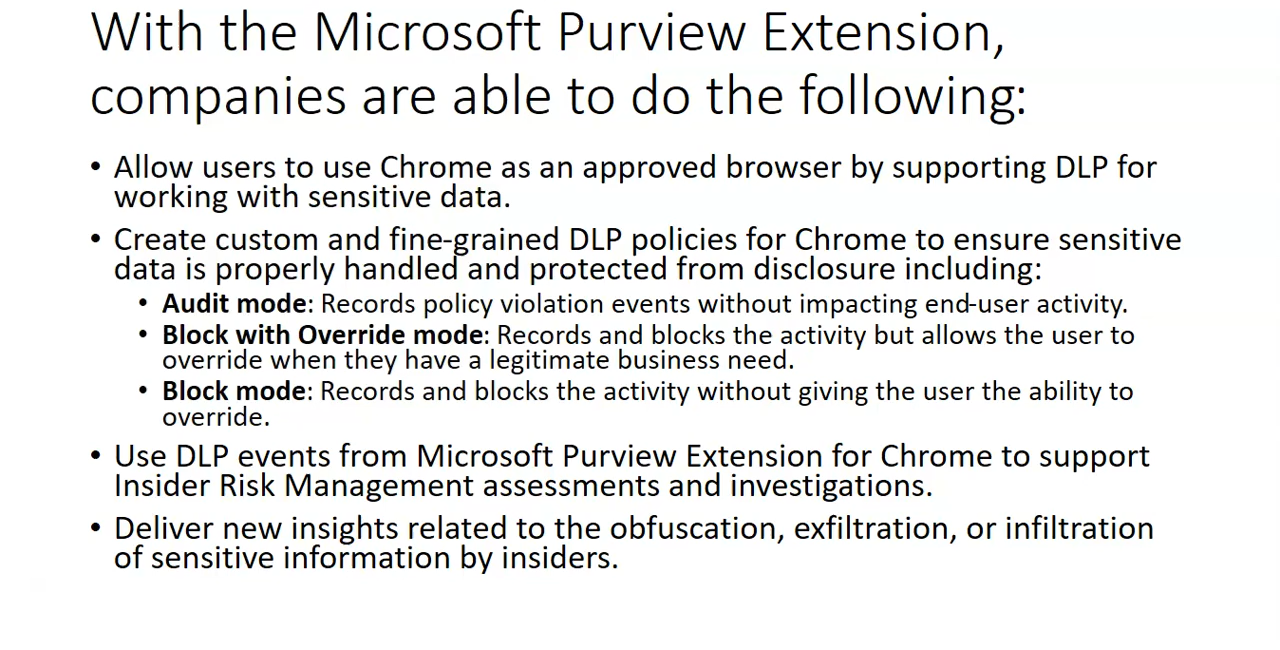 With the Microsoft Purview Extension,
companies are able to do the following:
• Allow users to use Chrome as an approved browser by supporting DLP for
working with sensitive data.
• Create custom and fine-grained DLP policies for Chrome to ensure sensitive
data is properly handled and protected from disclosure including:
• Audit mode: Records policy violation events without impacting end-user activity.
• Block with Override mode: Records and blocks the activity but allows the user to
override when they have a legitimate business need.
• Block mode: Records and blocks the activity without giving the user the ability to
override.
• Use DLP events from Microsoft Purview Extension for Chrome to support
Insider Risk Management assessments and investigations.
• Deliver new insights related to the obfuscation, exfiltration, or infiltration
of sensitive information by insiders.